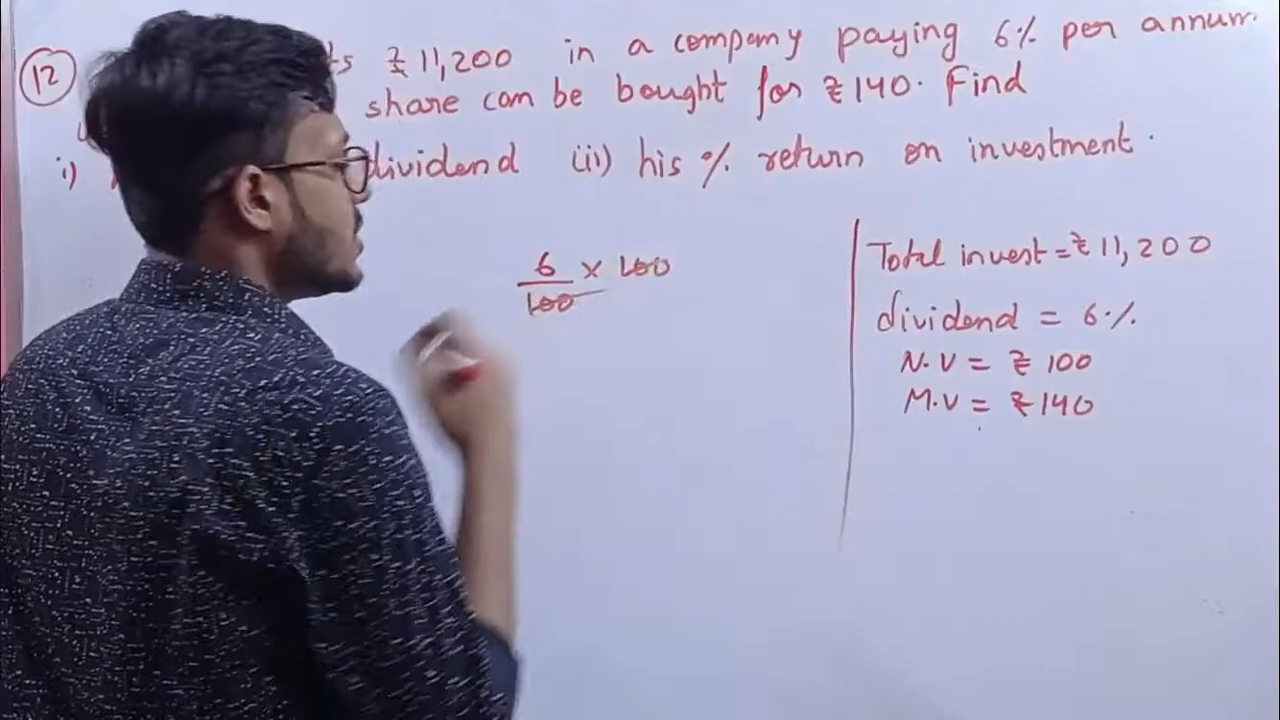 12 ₹ 11,200 in a company paying 6% per annum
share can be bought for ₹140. Find
i) dividend (ii) his % return on investment.
6/100 × 100
Total invest = ₹ 11,200
dividend = 6%
N.V = ₹ 100
M.V = ₹ 140